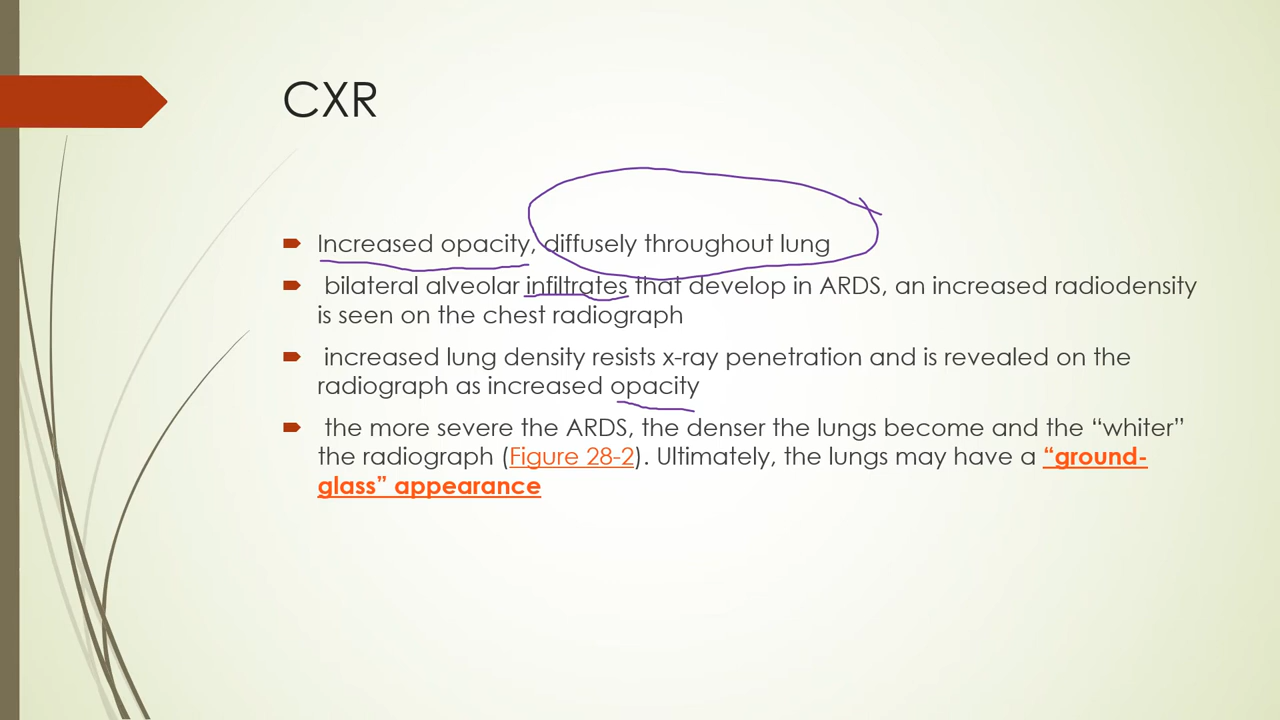 CXR
Increased opacity, diffusely throughout lung
bilateral alveolar infiltrates that develop in ARDS, an increased radiodensity
is seen on the chest radiograph
increased lung density resists x-ray penetration and is revealed on the
radiograph as increased opacity
the more severe the ARDS, the denser the lungs become and the “whiter”
the radiograph (Figure 28-2). Ultimately, the lungs may have a “ground-
glass” appearance